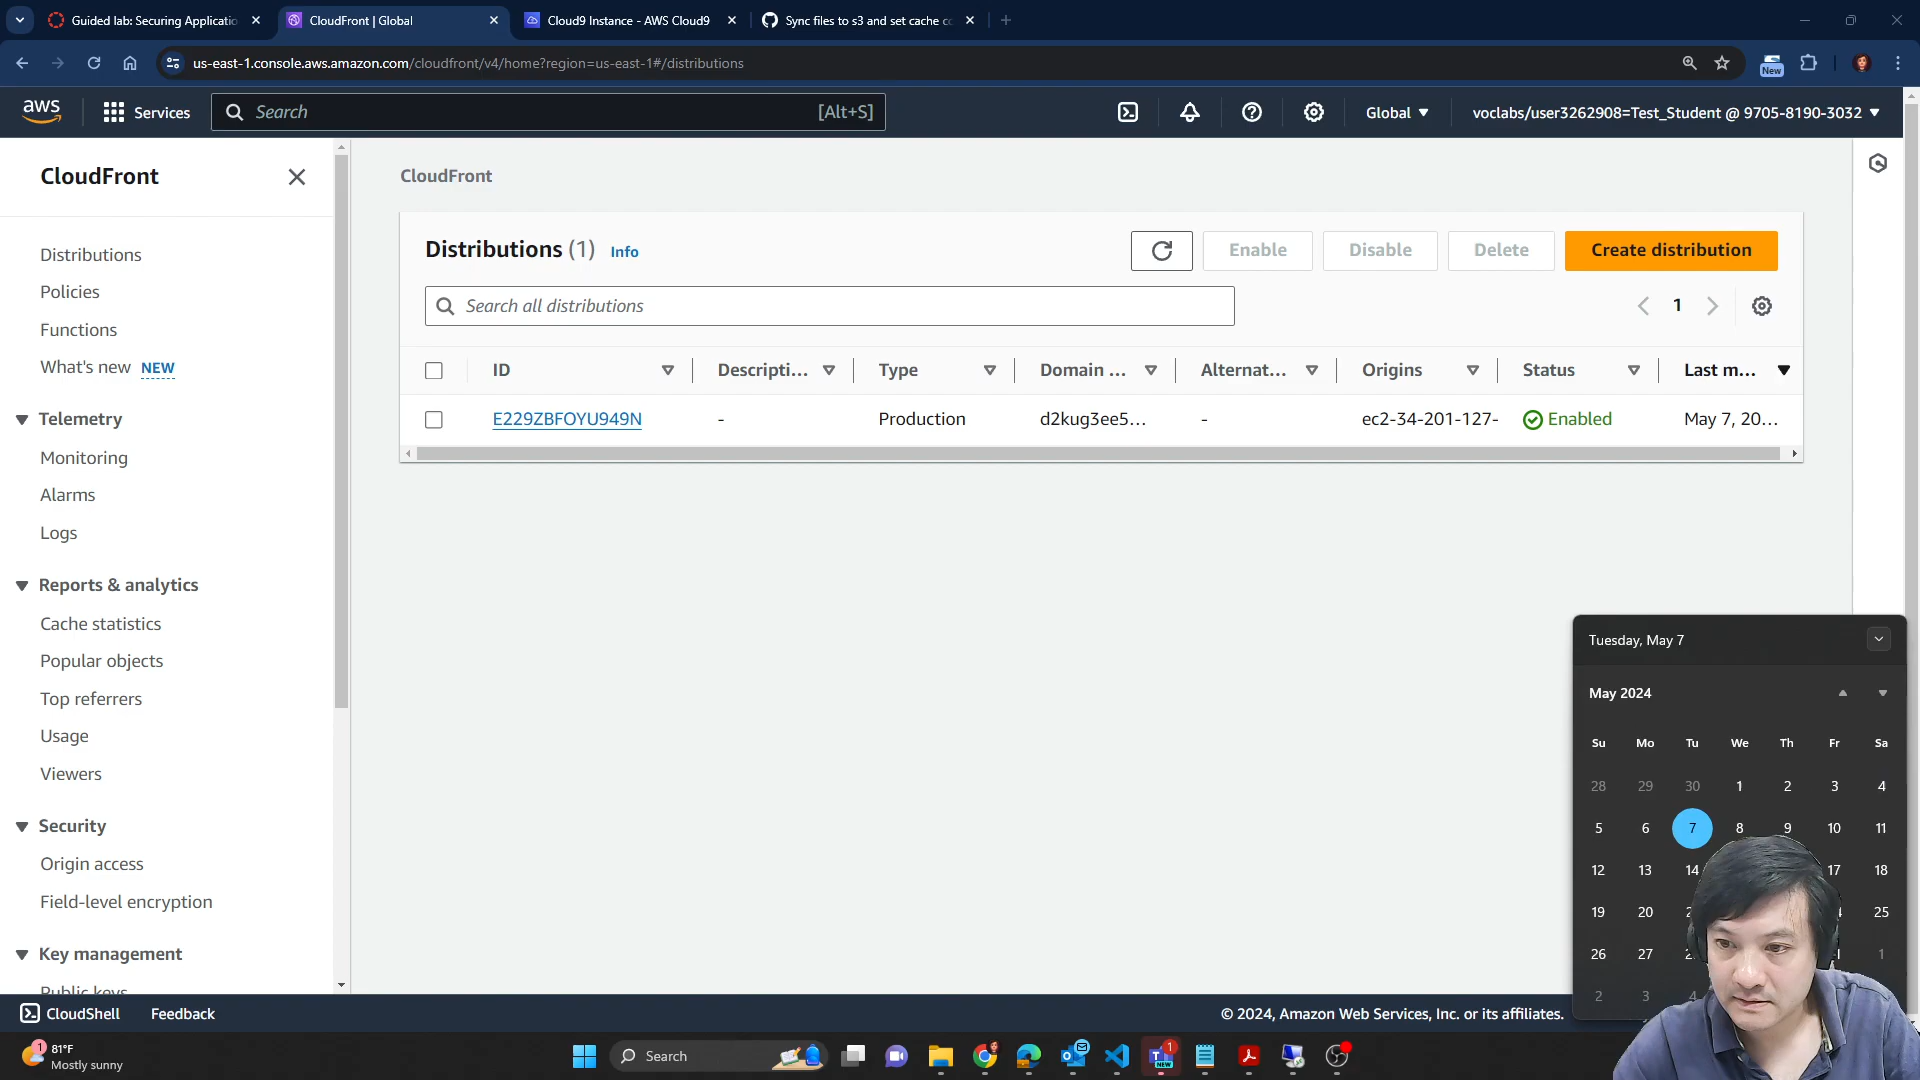 Guided lab: Securing Applicatio
CloudFront | Global
Cloud9 Instance - AWS Cloud9
Sync files to s3 and set cache co
us-east-1.console.aws.amazon.com/cloudfront/v4/home?region=us-east-1#/distributions
New
aws
Services
Search
[Alt+S]
Global
voclabs/user3262908=Test_Student @ 9705-8190-3032
CloudFront
Distributions
Policies
Functions
What's new NEW
Telemetry
Monitoring
Alarms
Logs
Reports & analytics
Cache statistics
Popular objects
Top referrers
Usage
Viewers
Security
Origin access
Field-level encryption
Key management
Public keys
CloudFront
Distributions (1) Info
Enable
Disable
Delete
Create distribution
Search all distributions
1
ID
Descripti...
Type
Domain ...
Alternat...
Origins
Status
Last m...
E229ZBFOYU949N
-
Production
d2kug3ee5...
-
ec2-34-201-127-
Enabled
May 7, 20...
Tuesday, May 7
May 2024
Su Mo Tu We Th Fr Sa
28 29 30 1 2 3 4
5 6 7 8 9 10 11
12 13 14 17 18
19 20 25
26 27 1
2 3 4
CloudShell
Feedback
© 2024, Amazon Web Services, Inc. or its affiliates.
1
81°F
Mostly sunny
Search
1
NEW